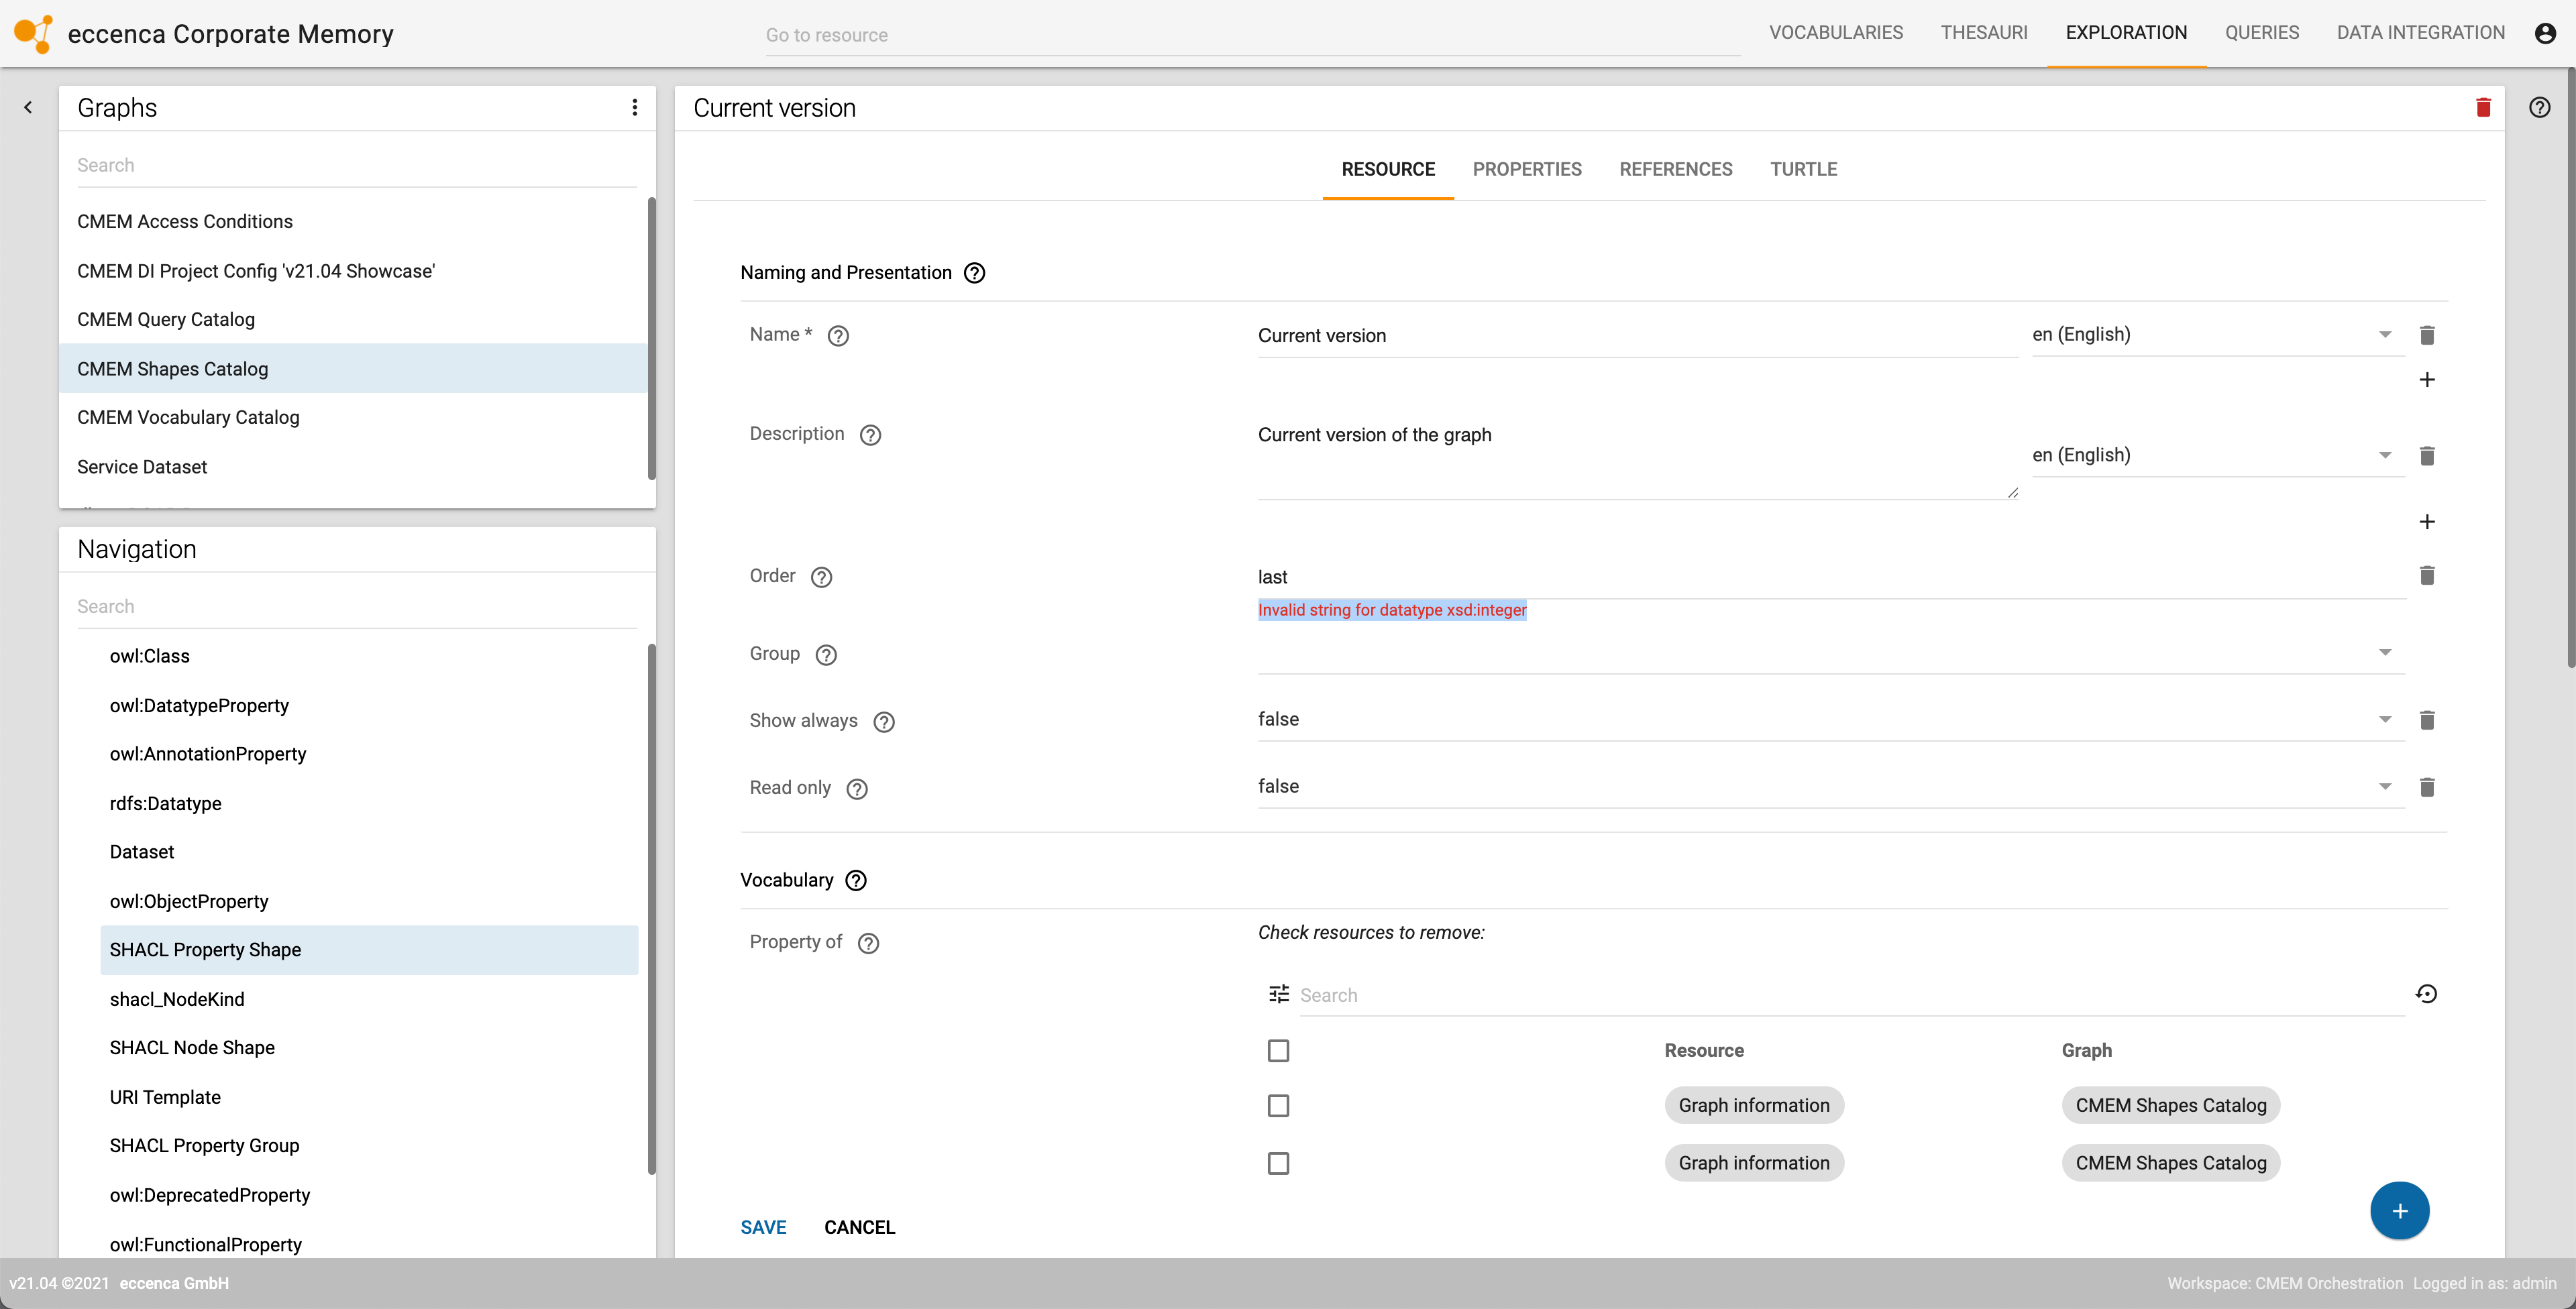 eccenca Corporate Memory
Go to resource
VOCABULARIES
THESAURI
EXPLORATION
QUERIES
DATA INTEGRATION
Graphs
Search
CMEM Access Conditions
CMEM DI Project Config 'v21.04 Showcase'
CMEM Query Catalog
CMEM Shapes Catalog
CMEM Vocabulary Catalog
Service Dataset
Navigation
Search
owl:Class
owl:DatatypeProperty
owl:AnnotationProperty
rdfs:Datatype
Dataset
owl:ObjectProperty
SHACL Property Shape
shacl_NodeKind
SHACL Node Shape
URI Template
SHACL Property Group
owl:DeprecatedProperty
owl:FunctionalProperty
Current version
RESOURCE
PROPERTIES
REFERENCES
TURTLE
Naming and Presentation
Name *
Current version
en (English)
Description
Current version of the graph
en (English)
Order
last
Invalid string for datatype xsd:integer
Group
Show always
false
Read only
false
Vocabulary
Property of
Check resources to remove:
Search
Resource
Graph
Graph information
CMEM Shapes Catalog
Graph information
CMEM Shapes Catalog
SAVE
CANCEL
v21.04 ©2021 eccenca GmbH
Workspace: CMEM Orchestration Logged in as: admin